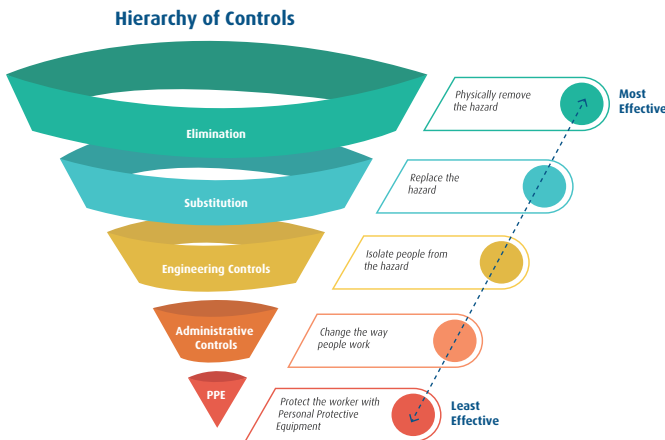 Hierarchy of Controls
Elimination
Physically remove
the hazard
Most
Effective
Substitution
Replace the
hazard
Engineering Controls
Isolate people from
the hazard
Administrative
Controls
Change the way
people work
PPE
Protect the worker with
Personal Protective
Equipment
Least
Effective